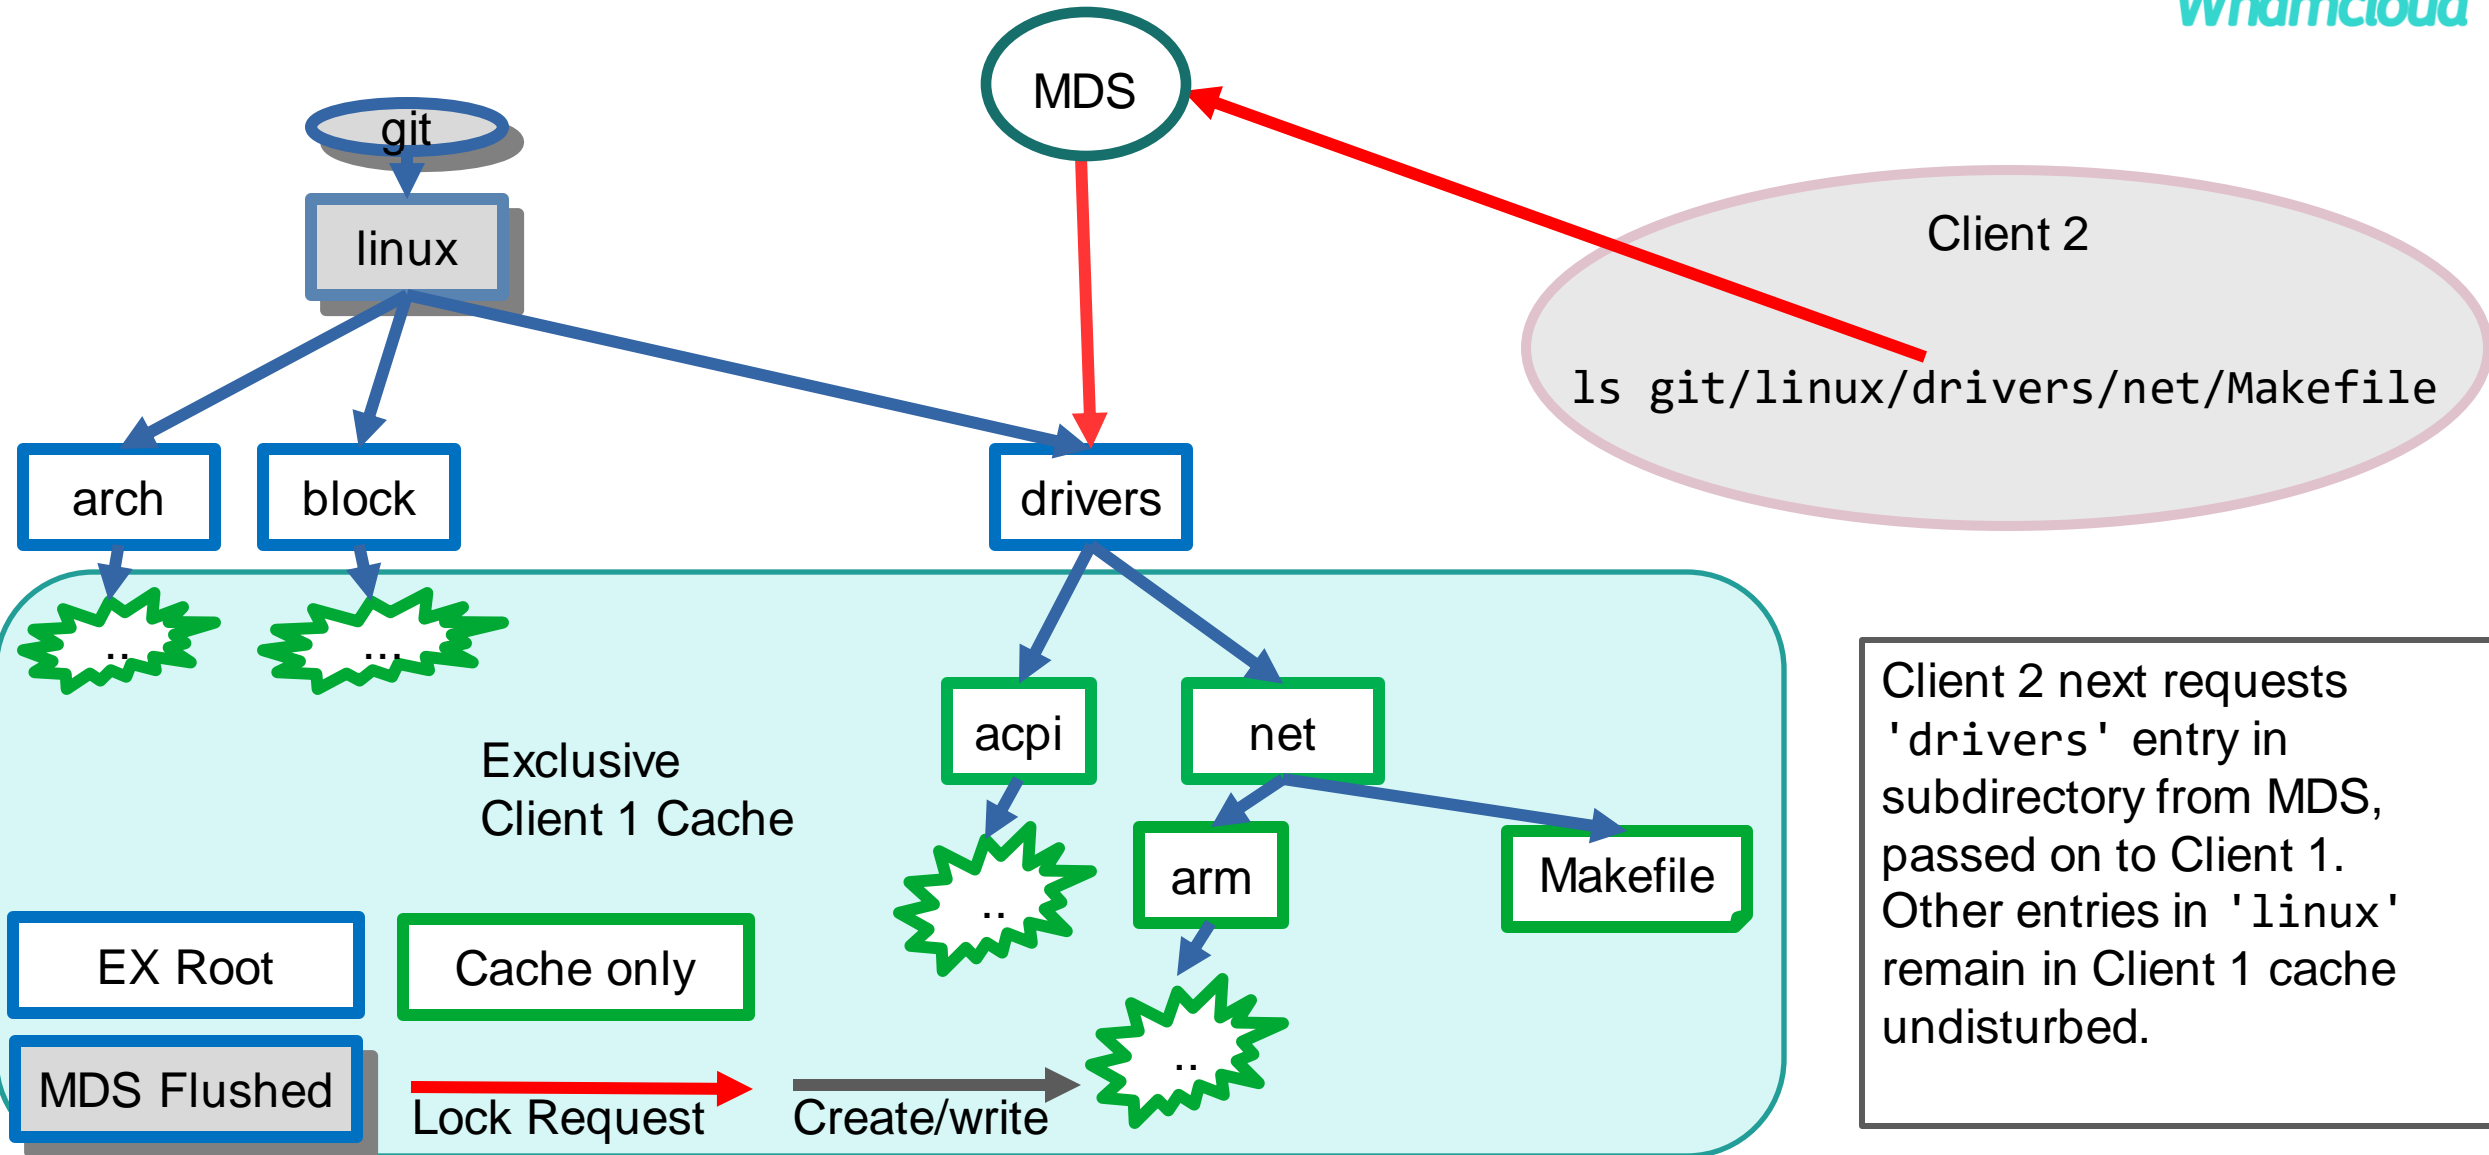 Whamcloud
MDS
git
linux
Client 2
ls git/linux/drivers/net/Makefile
arch
block
drivers
..
...
acpi
net
Exclusive
Client 1 Cache
..
arm
Makefile
..
EX Root
Cache only
MDS Flushed
Lock Request
Create/write
Client 2 next requests
'drivers' entry in
subdirectory from MDS,
passed on to Client 1.
Other entries in 'linux'
remain in Client 1 cache
undisturbed.